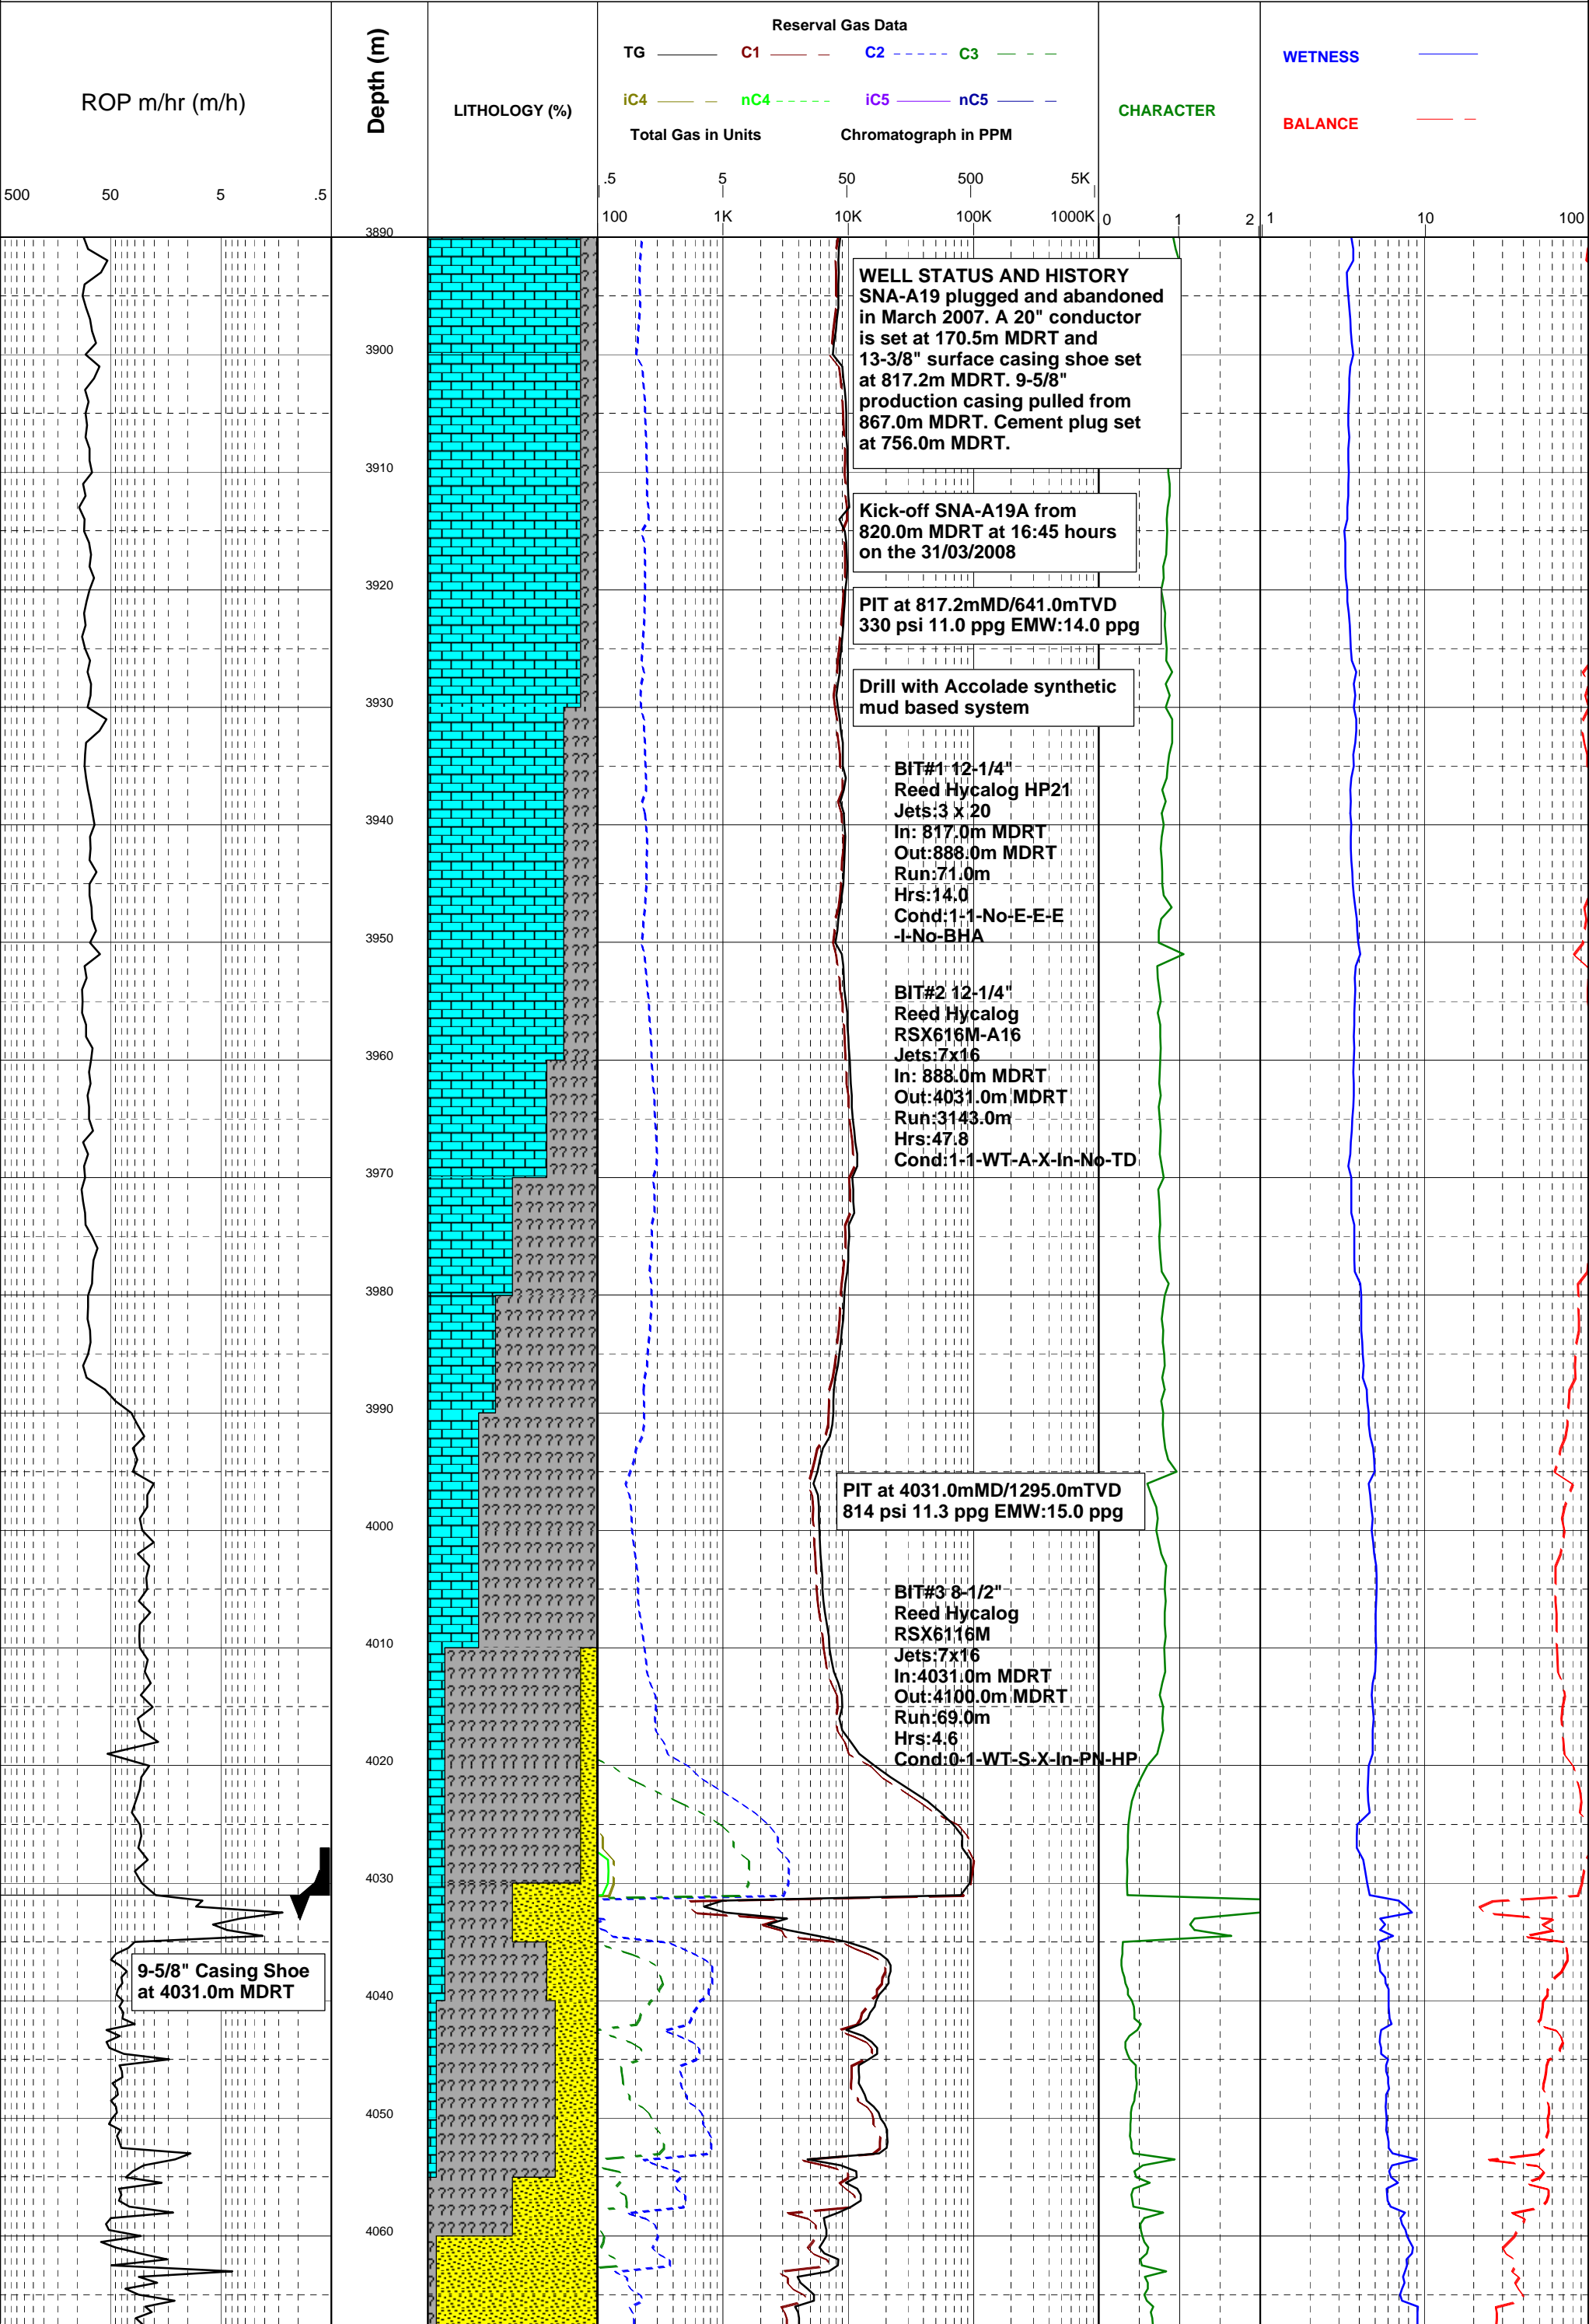 Reserval Gas Data
TG C1 C2 C3
iC4 nC4 iC5 nC5
Total Gas in Units Chromatograph in PPM
ROP m/hr (m/h)
Depth (m)
LITHOLOGY (%)
CHARACTER
WETNESS
BALANCE
500 50 5 .5
.5 5 50 500 5K
100 1K 10K 100K 1000K
0 1 2
1 10 100
3890
WELL STATUS AND HISTORY
SNA-A19 plugged and abandoned
in March 2007. A 20" conductor
is set at 170.5m MDRT and
13-3/8" surface casing shoe set
at 817.2m MDRT. 9-5/8"
production casing pulled from
867.0m MDRT. Cement plug set
at 756.0m MDRT.
3900
3910
Kick-off SNA-A19A from
820.0m MDRT at 16:45 hours
on the 31/03/2008
3920
PIT at 817.2mMD/641.0mTVD
330 psi 11.0 ppg EMW:14.0 ppg
Drill with Accolade synthetic
mud based system
3930
BIT#1 12-1/4"
Reed Hycalog HP21
Jets:3 x 20
In: 817.0m MDRT
Out:888.0m MDRT
Run:71.0m
Hrs:14.0
Cond:1-1-No-E-E-E
-I-No-BHA
3940
3950
BIT#2 12-1/4"
Reed Hycalog
RSX616M-A16
Jets:7x16
In: 888.0m MDRT
Out:4031.0m MDRT
Run:3143.0m
Hrs:47.8
Cond:1-1-WT-A-X-In-No-TD
3960
3970
3980
3990
PIT at 4031.0mMD/1295.0mTVD
814 psi 11.3 ppg EMW:15.0 ppg
4000
BIT#3 8-1/2"
Reed Hycalog
RSX6116M
Jets:7x16
In:4031.0m MDRT
Out:4100.0m MDRT
Run:69.0m
Hrs:4.6
Cond:0-1-WT-S-X-In-PN-HP
4010
4020
4030
9-5/8" Casing Shoe
at 4031.0m MDRT
4040
4050
4060